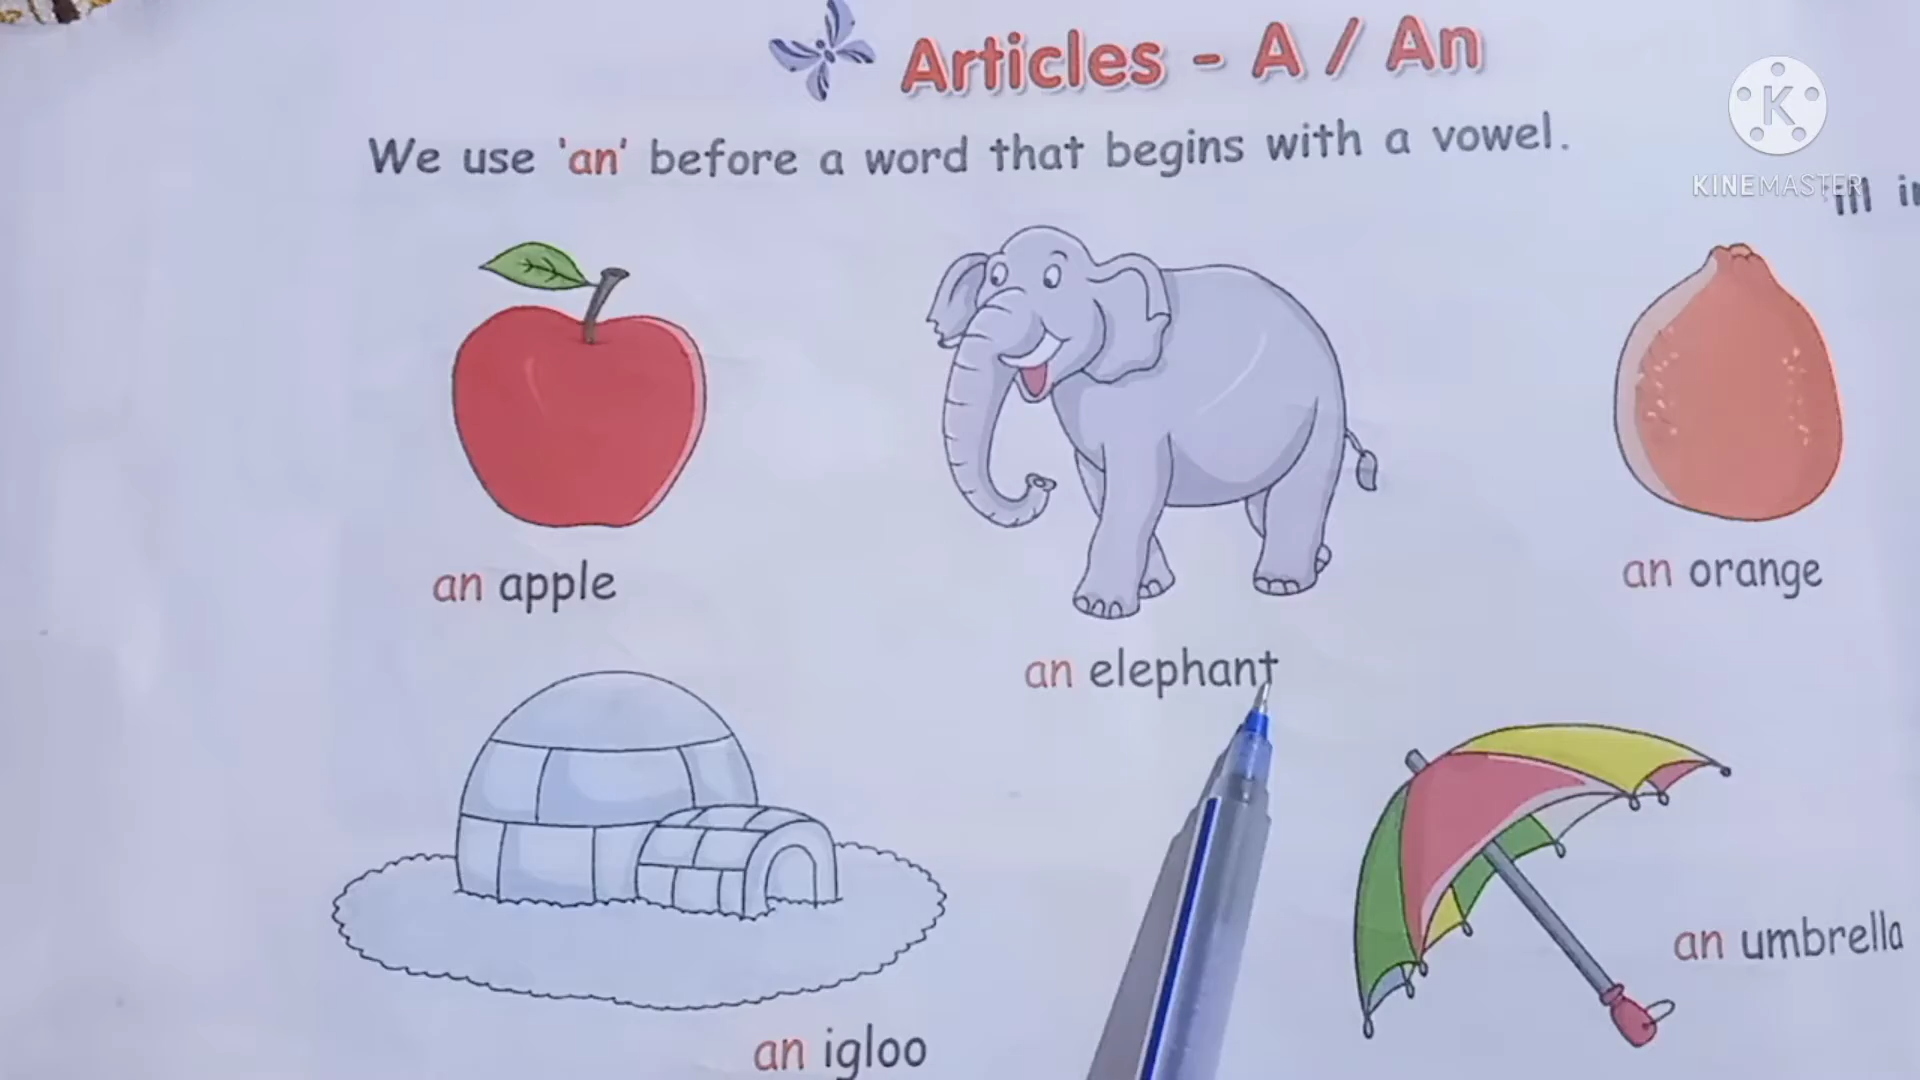 Articles - A / An
We use 'an' before a word that begins with a vowel.
KINEMASTER
an apple
an elephant
an orange
an igloo
an umbrella